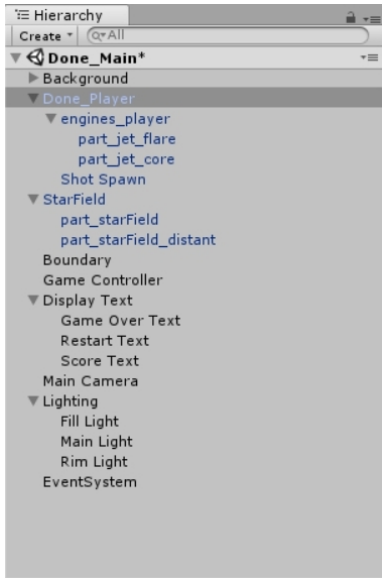 Hierarchy
Create All
Done_Main*
Background
Done_Player
engines_player
part_jet_flare
part_jet_core
Shot Spawn
StarField
part_starField
part_starField_distant
Boundary
Game Controller
Display Text
Game Over Text
Restart Text
Score Text
Main Camera
Lighting
Fill Light
Main Light
Rim Light
EventSystem